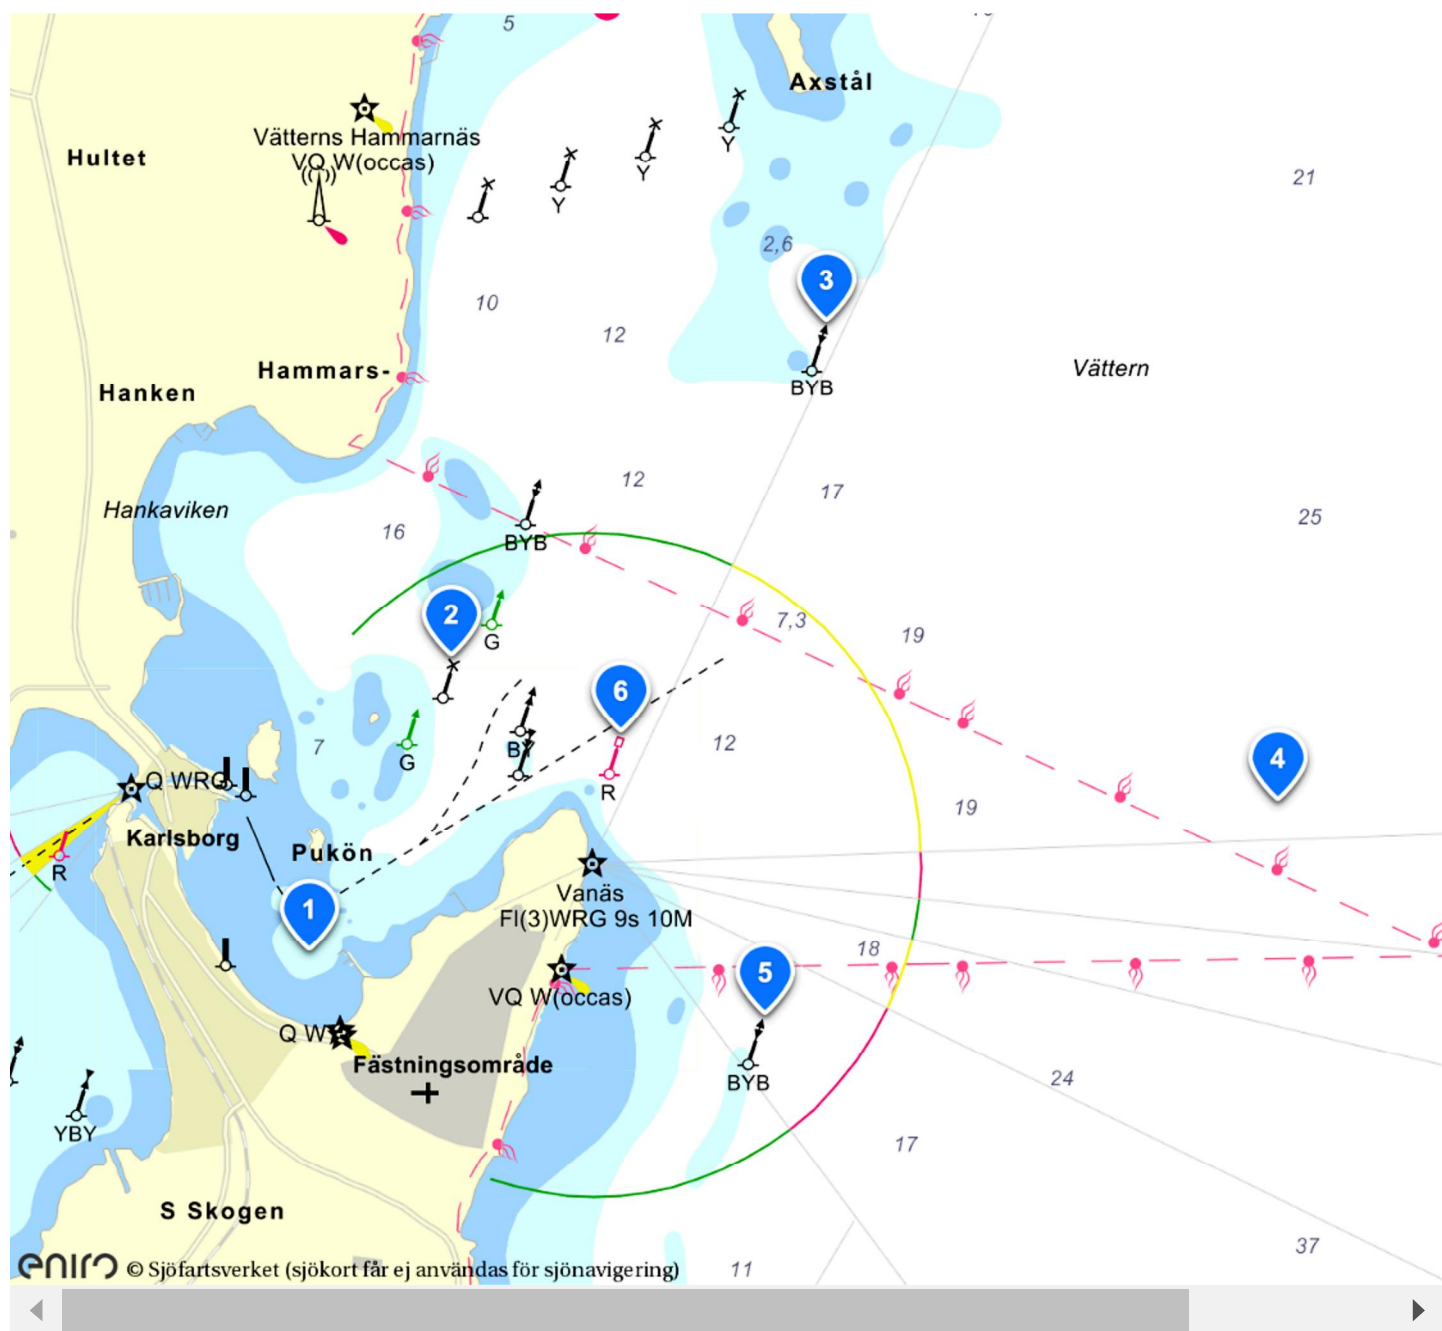 5
Axstål
Vätterns Hammarnäs
VQ W(occas)
Hultet
Y
Y
Y
21
2,6
3
10
12
BYB
Vättern
Hammars-
Hanken
12
17
Hankaviken
16
25
BYB
2
G
7,3
19
6
7
G
BY
12
4
Q WRG
R
19
Karlsborg
Pukön
R
1
Vanäs
Fl(3)WRG 9s 10M
18
5
VQ W(occas)
Q W
Fästningsområde
BYB
24
YBY
17
S Skogen
37
11
eniro © Sjöfartsverket (sjökort får ej användas för sjönavigering)